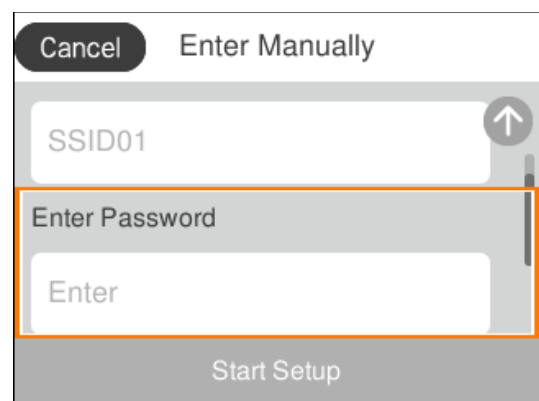 Cancel Enter Manually
SSID01
Enter Password
Enter
Start Setup